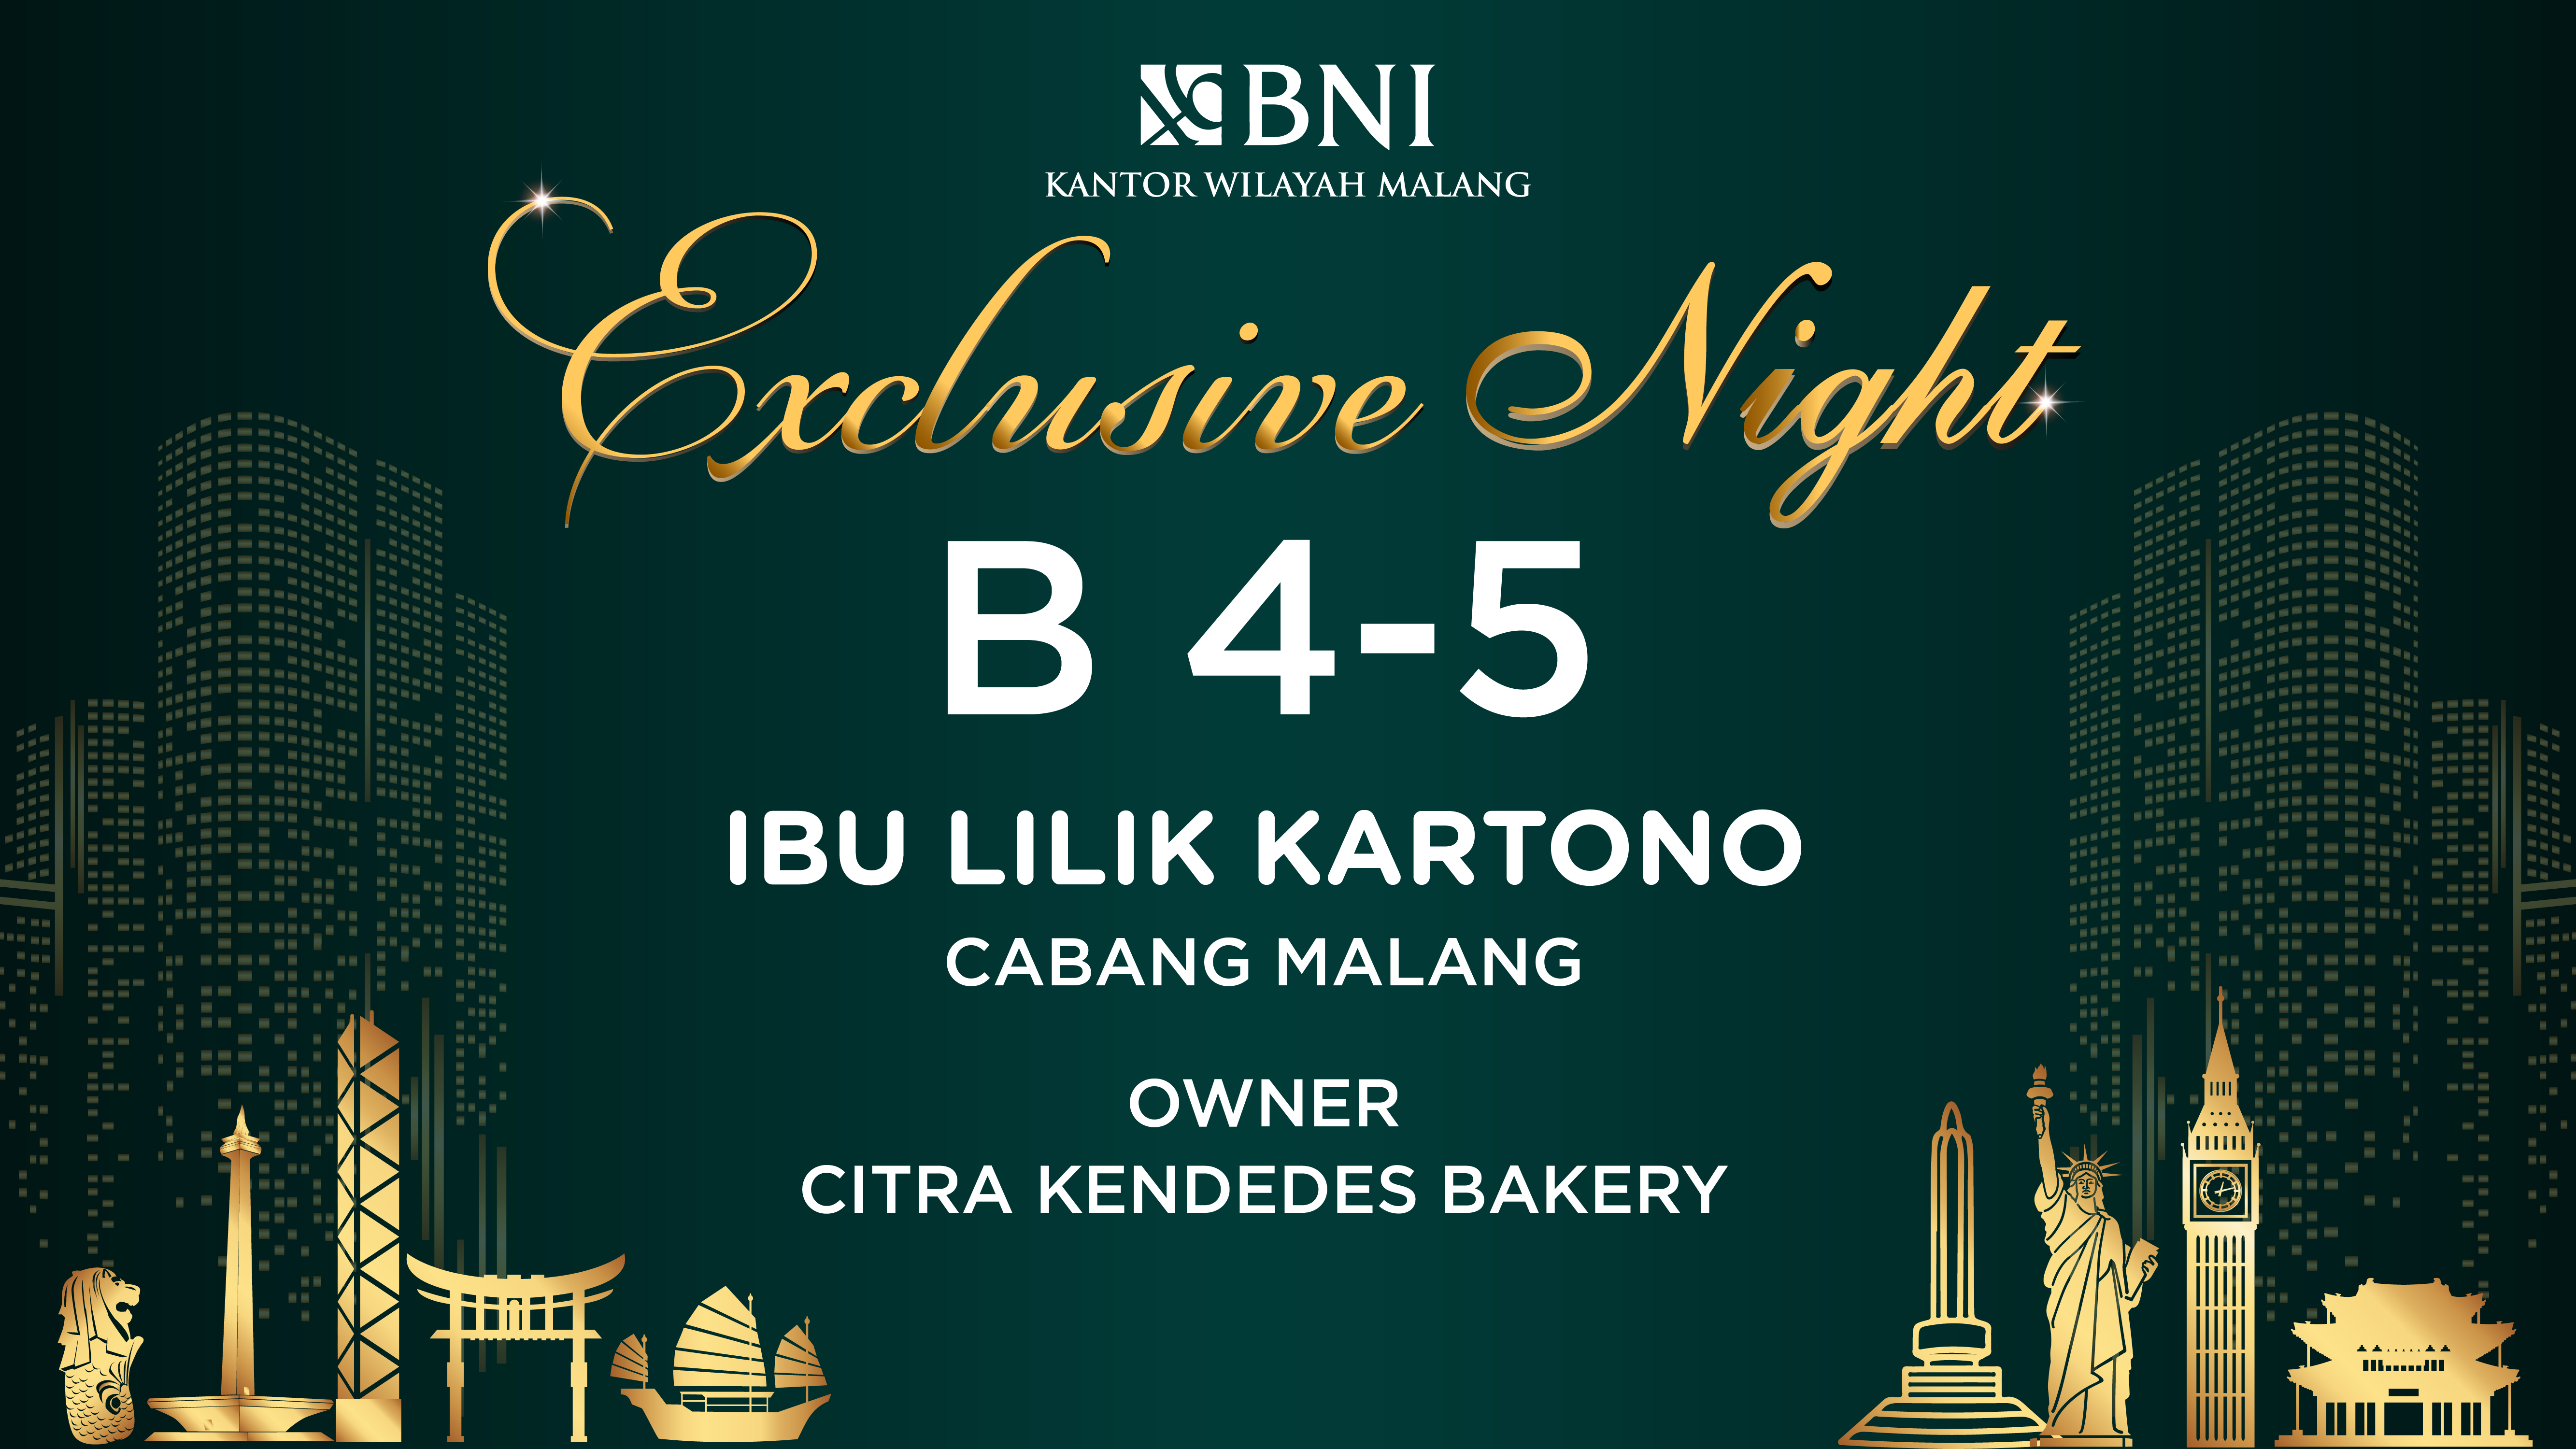 BNI
KANTOR WILAYAH MALANG
Exclusive Night
B 4-5
IBU LILIK KARTONO
CABANG MALANG
OWNER
CITRA KENDEDES BAKERY